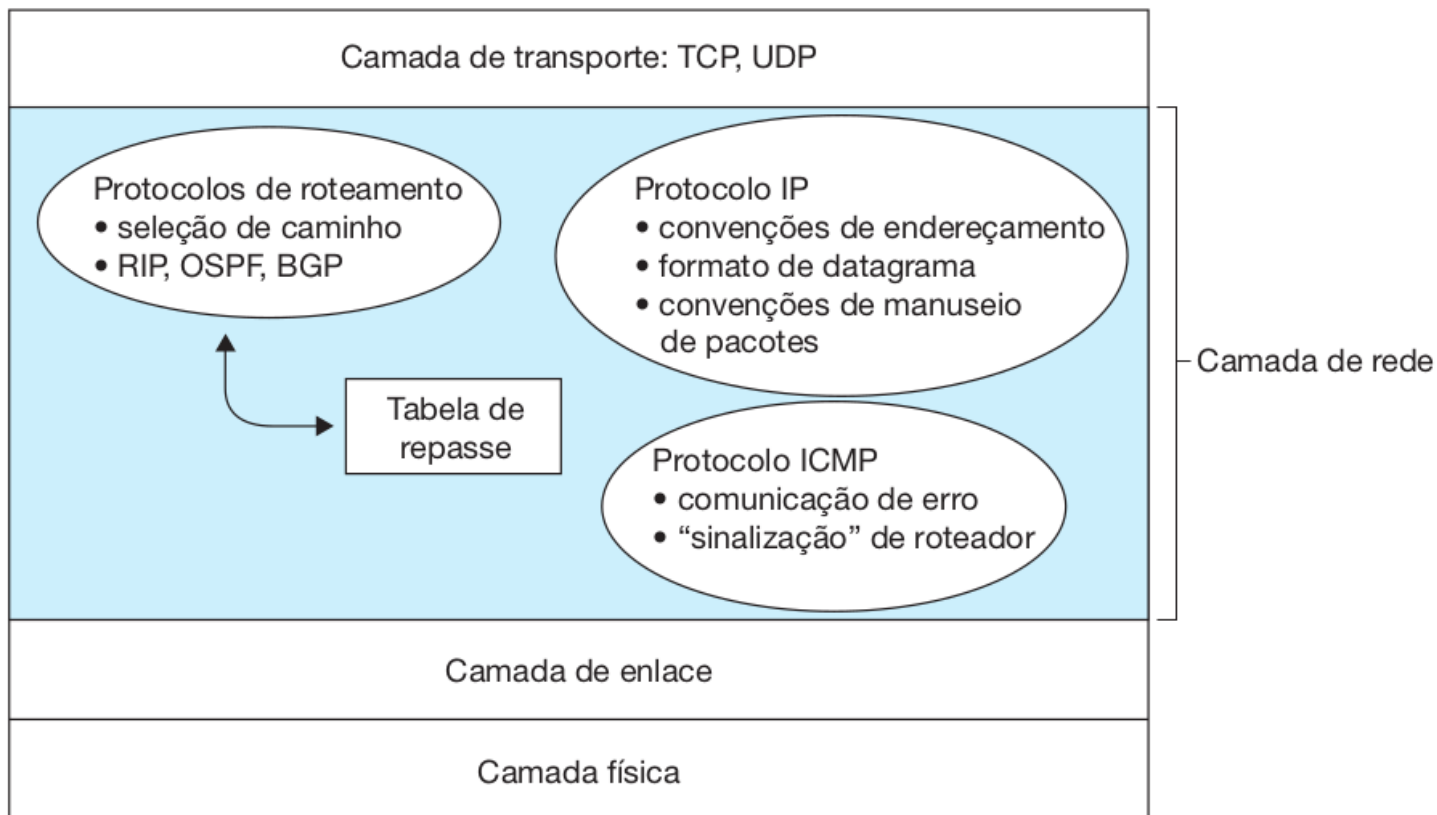 Camada de transporte: TCP, UDP
Protocolos de roteamento
• seleção de caminho
• RIP, OSPF, BGP
Protocolo IP
• convenções de endereçamento
• formato de datagrama
• convenções de manuseio
de pacotes
Camada de rede
Tabela de
repasse
Protocolo ICMP
• comunicação de erro
• “sinalização” de roteador
Camada de enlace
Camada física